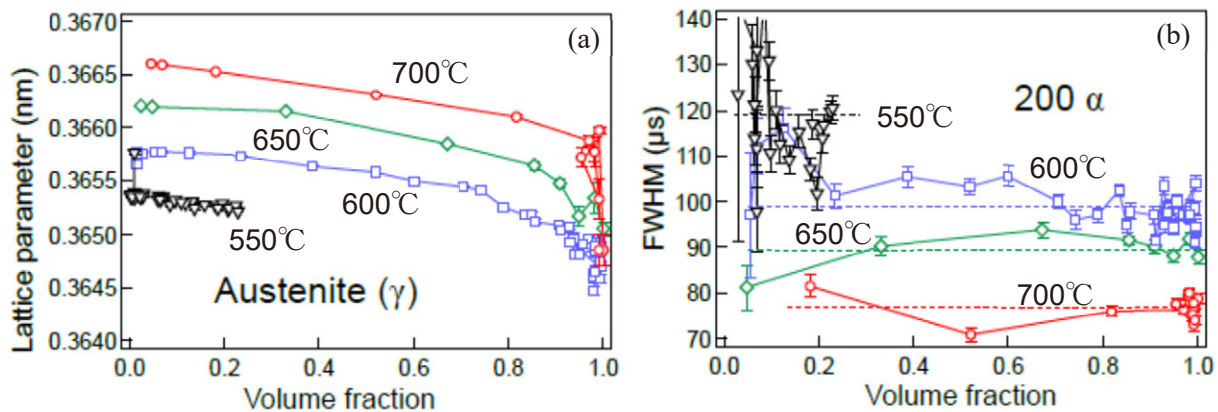 (a)
Lattice parameter (nm)
0.3670
0.3665
0.3660
0.3655
0.3650
0.3645
0.3640
700℃
650℃
600℃
550℃
Austenite (γ)
0.0 0.2 0.4 0.6 0.8 1.0
Volume fraction
(b)
FWHM (μs)
140
130
120
110
100
90
80
70
200 α
550℃
600℃
650℃
700℃
0.0 0.2 0.4 0.6 0.8 1.0
Volume fraction